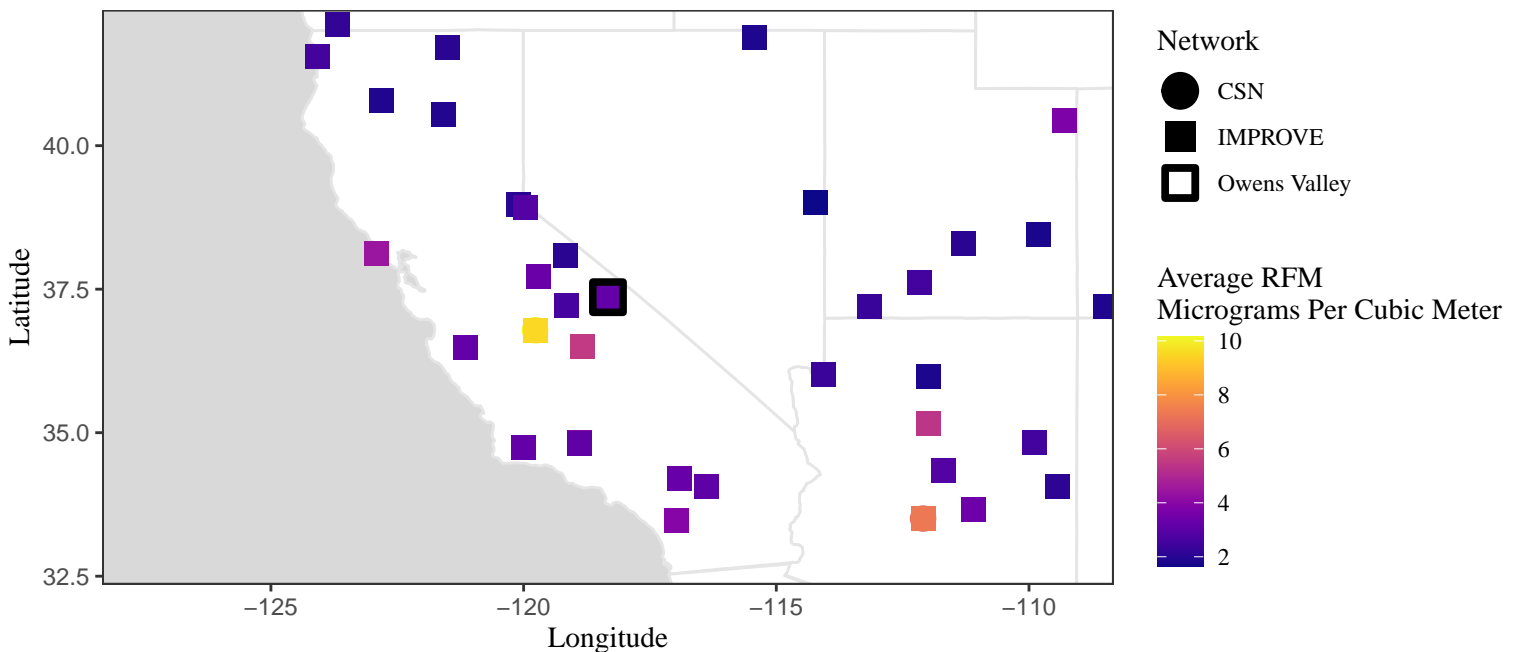 40.0
37.5
35.0
32.5
Latitude
−125
−120
−115
−110
Longitude
Network
CSN
IMPROVE
Owens Valley
Average RFM
Micrograms Per Cubic Meter
10
8
6
4
2